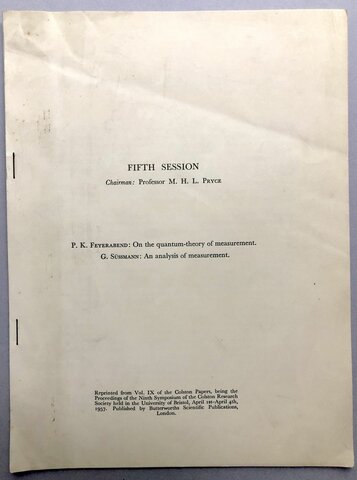 FIFTH SESSION
Chairman: Professor M. H. L. PRYCE
P. K. FEYERABEND: On the quantum-theory of measurement.
G. SÜSSMANN: An analysis of measurement.
Reprinted from Vol. IX of the Colston Papers, being the
Proceedings of the Ninth Symposium of the Colston Research
Society held in the University of Bristol, April 1st-April 4th,
1957. Published by Butterworths Scientific Publications,
London.